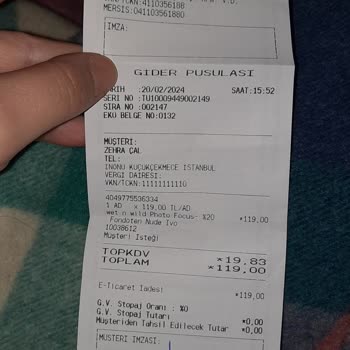 MERSIS:0411035618800
IMZA:
GİDER PUSULASI
TARİH :20/02/2024 SAAT:15:52
SERİ NO :TU10009449002149
SIRA NO :002147
EKÜ BELGE NO:0132
MÜŞTERİ:
ZEHRA ÇAL
TEL:
İNÖNÜ KÜÇÜKÇEKMECE İSTANBUL
VERGİ DAİRESİ:
VKN/TCKN:11111111110
4049775536334
1 AD x 119,00 TL/AD
wet n wild Photo Focus- %20 *119,00
Fondöten Nude Ivo
10038612
Müşteri İsteği
TOPKDV *19,83
TOPLAM *119,00
E-Ticaret İadesi *119,00
G.V. Stopaj Oranı : %0
G.V. Stopaj Tutarı *0,00
Müşteriden Tahsil Edilecek Tutar *0,00
MÜŞTERİ İMZASI: